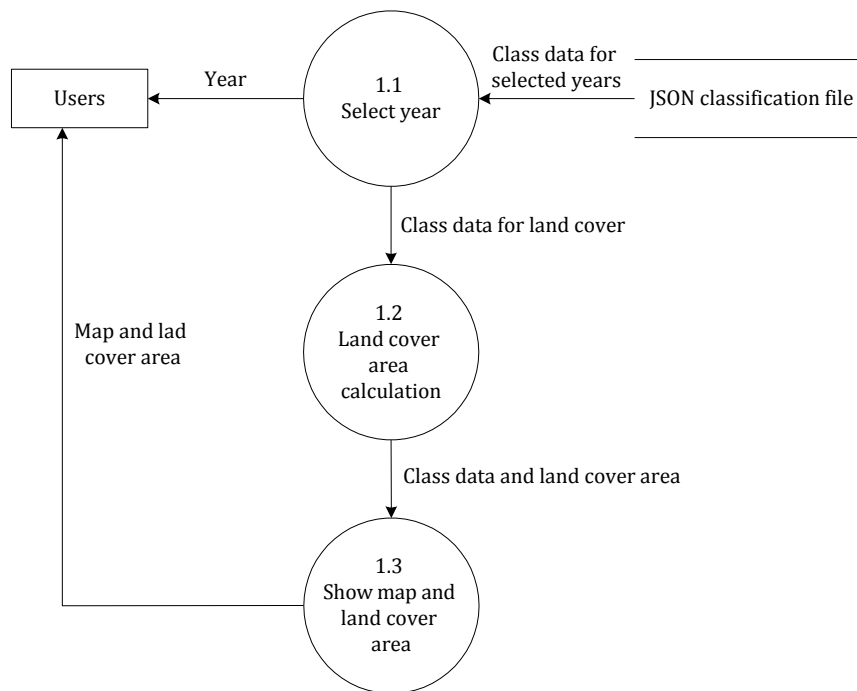 Users
Year
1.1
Select year
Class data for
selected years
JSON classification file
Class data for land cover
1.2
Land cover
area
calculation
Map and lad
cover area
Class data and land cover area
1.3
Show map and
land cover
area